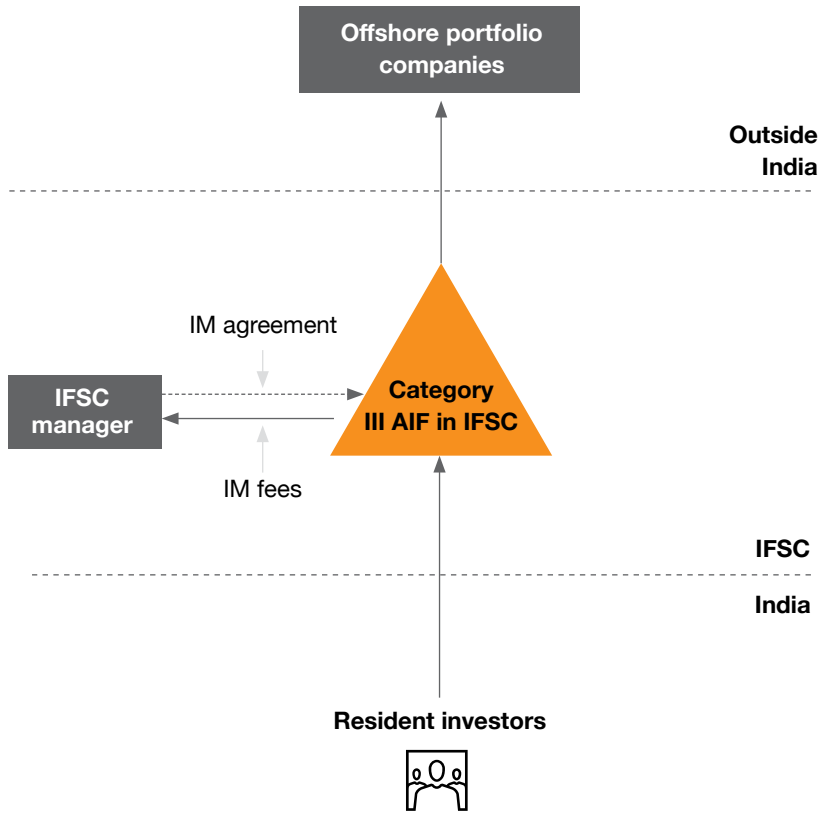 Offshore portfolio
companies
Outside
India
IM agreement
IFSC
manager
Category
III AIF in IFSC
IM fees
IFSC
India
Resident investors